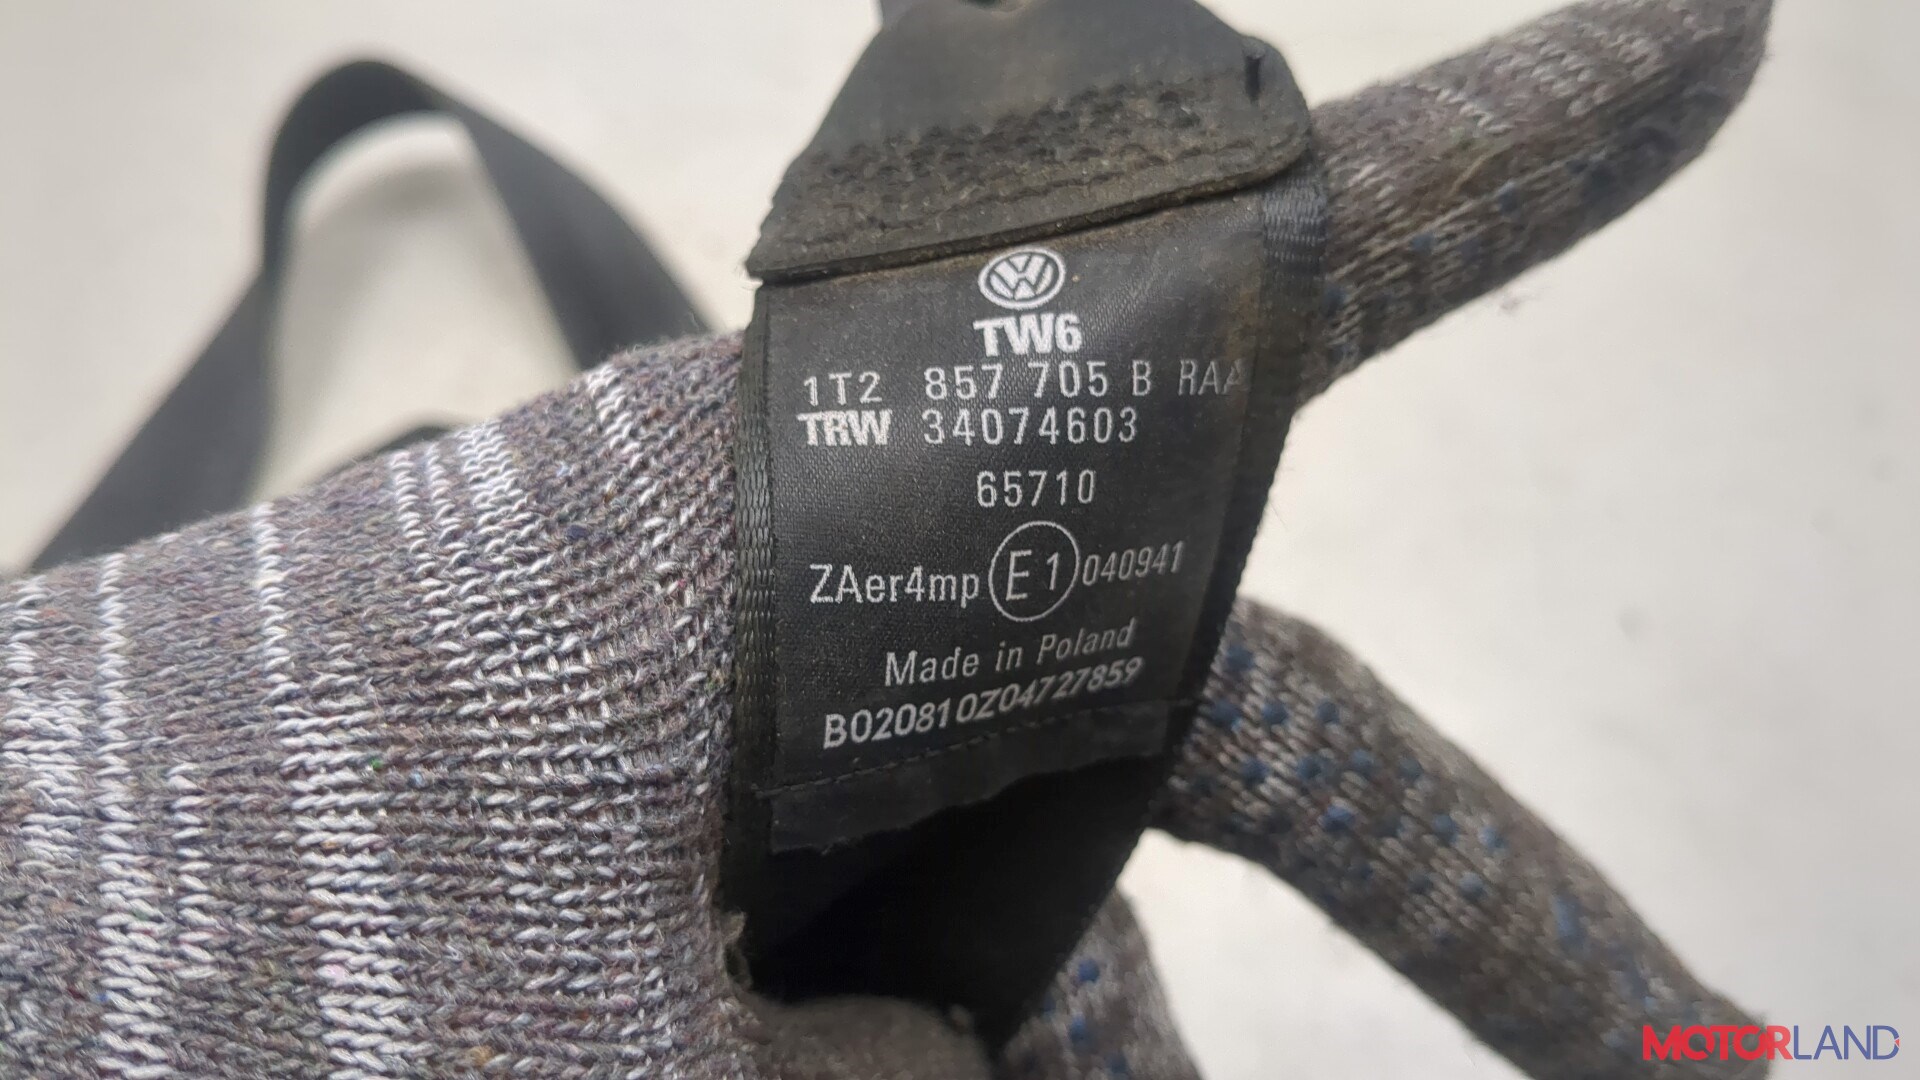 TW6
1T2 857 705 B RAA
TRW 34074603
65710
ZAer4mp E1 040941
Made in Poland
B020810Z04727859
MOTORLAND